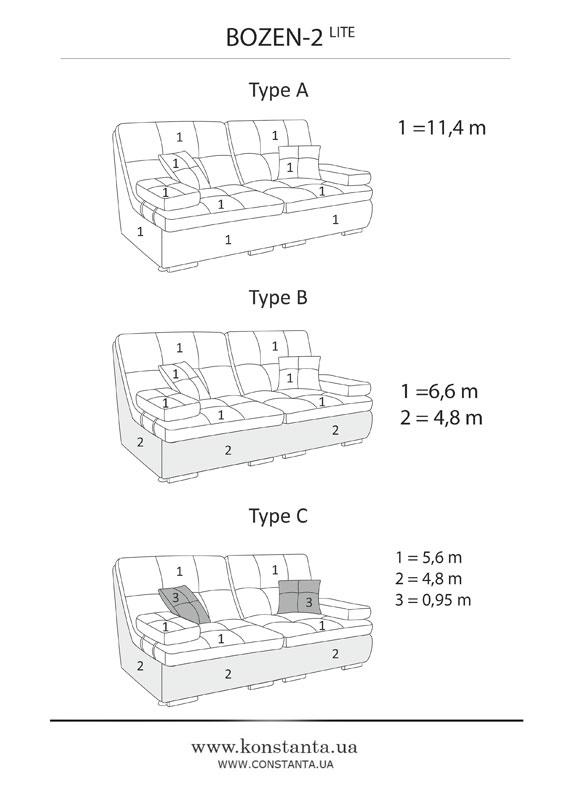 BOZEN-2 LITE
Type A
1 =11,4 m
1 1
1 1
1 1
1
1 1
1
Type B
1 1
1 1
1 1
1
1 =6,6 m
2 = 4,8 m
2 2
2
Type C
1 1
3 3
1 1
1
1 = 5,6 m
2 = 4,8 m
3 = 0,95 m
2 2
2
www.konstanta.ua
WWW.CONSTANTA.UA